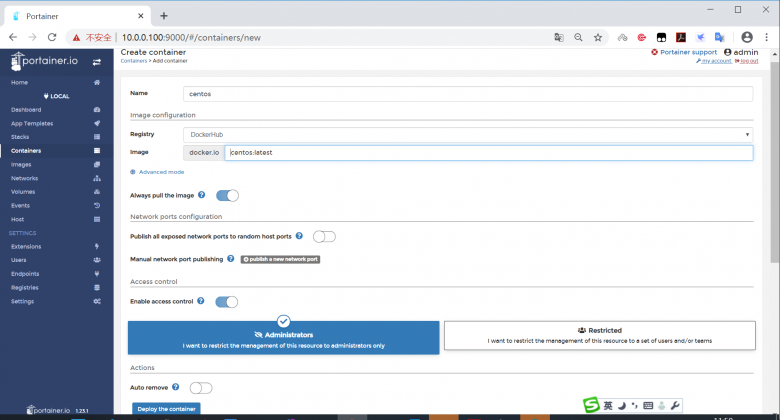 Portainer
不安全 10.0.0.100:9000/#/containers/new
portainer.io
Create container
Containers > Add container
Portainer support admin
my account log out
Home
LOCAL
Dashboard
App Templates
Stacks
Containers
Images
Networks
Volumes
Events
Host
SETTINGS
Extensions
Users
Endpoints
Registries
Settings
portainer.io 1.23.1
Name centos
Image configuration
Registry DockerHub
Image docker.io centos:latest
Advanced mode
Always pull the image
Network ports configuration
Publish all exposed network ports to random host ports
Manual network port publishing publish a new network port
Access control
Enable access control
Administrators
I want to restrict the management of this resource to administrators only
Restricted
I want to restrict the management of this resource to a set of users and/or teams
Actions
Auto remove
Deploy the container
英